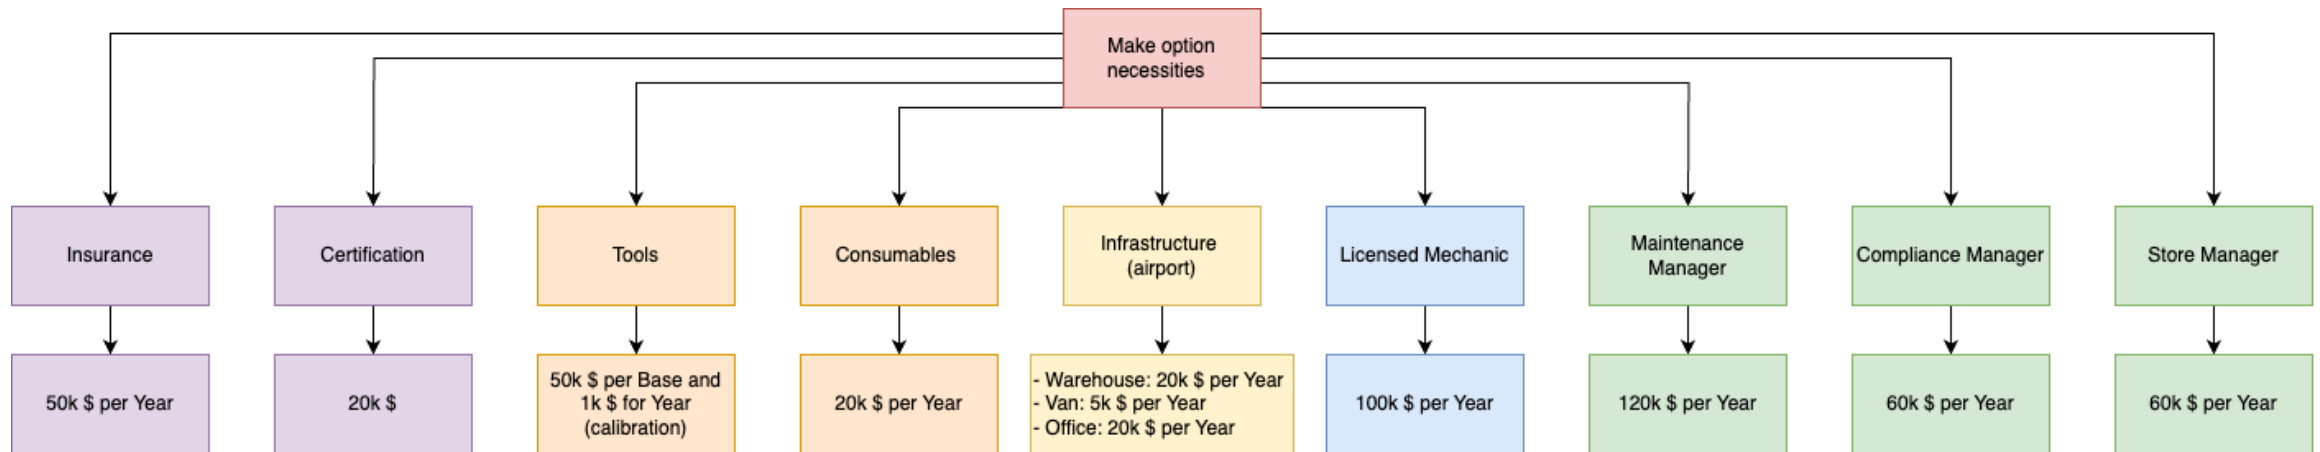 Make option
necessities
Insurance
Certification
Tools
Consumables
Infrastructure
(airport)
Licensed Mechanic
Maintenance
Manager
Compliance Manager
Store Manager
50k $ per Year
20k $
50k $ per Base and
1k $ for Year
(calibration)
20k $ per Year
- Warehouse: 20k $ per Year
- Van: 5k $ per Year
- Office: 20k $ per Year
100k $ per Year
120k $ per Year
60k $ per Year
60k $ per Year